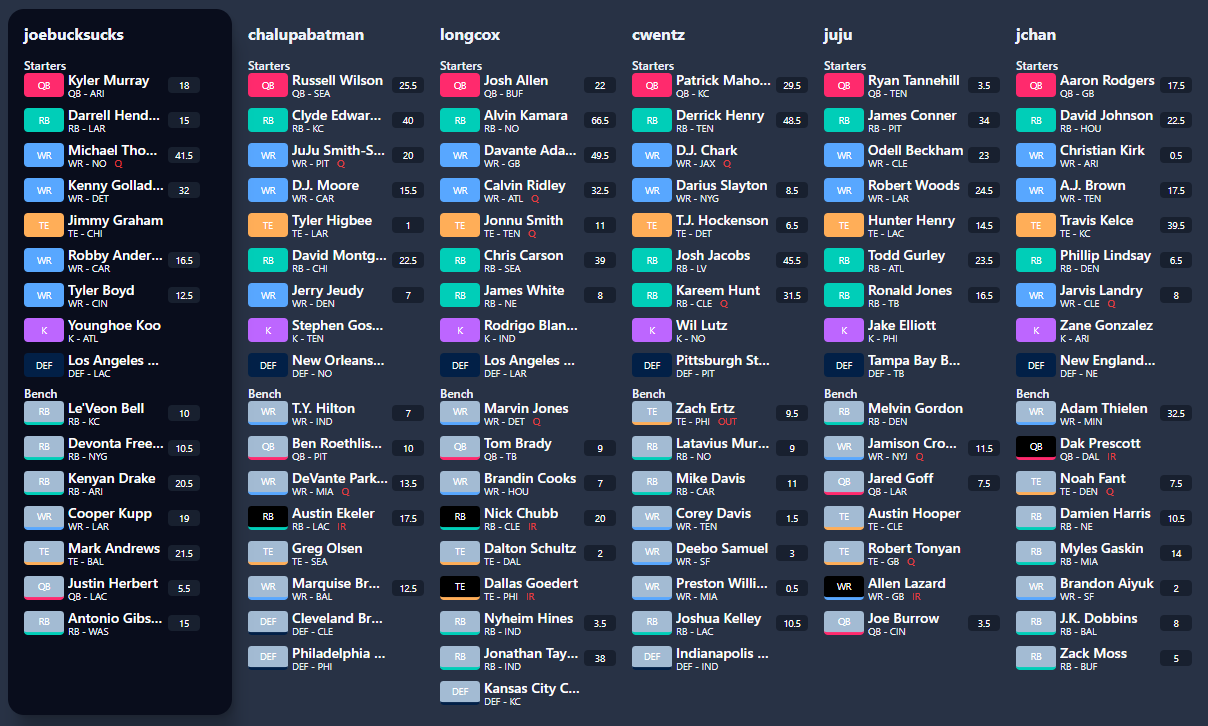 joebucksucks
Starters
QB Kyler Murray 18
QB - ARI
RB Darrell Hend... 15
RB - LAR
WR Michael Tho... 41.5
WR - NO Q
WR Kenny Gollad... 32
WR - DET
TE Jimmy Graham
TE - CHI
WR Robby Ander... 16.5
WR - CAR
WR Tyler Boyd 12.5
WR - CIN
K Younghoe Koo
K - ATL
DEF Los Angeles ...
DEF - LAC
Bench
RB Le'Veon Bell 10
RB - KC
RB Devonta Free... 10.5
RB - NYG
RB Kenyan Drake 20.5
RB - ARI
WR Cooper Kupp 19
WR - LAR
TE Mark Andrews 21.5
TE - BAL
QB Justin Herbert 5.5
QB - LAC
RB Antonio Gibs... 15
RB - WAS
chalupabatman
Starters
QB Russell Wilson 25.5
QB - SEA
RB Clyde Edwar... 40
RB - KC
WR JuJu Smith-S... 20
WR - PIT Q
WR D.J. Moore 15.5
WR - CAR
TE Tyler Higbee 1
TE - LAR
RB David Montg... 22.5
RB - CHI
WR Jerry Jeudy 7
WR - DEN
K Stephen Gos...
K - TEN
DEF New Orleans...
DEF - NO
Bench
WR T.Y. Hilton 7
WR - IND
QB Ben Roethlis... 10
QB - PIT
WR DeVante Park... 13.5
WR - MIA Q
RB Austin Ekeler 17.5
RB - LAC IR
TE Greg Olsen
TE - SEA
WR Marquise Br... 12.5
WR - BAL
DEF Cleveland Br...
DEF - CLE
DEF Philadelphia ...
DEF - PHI
longcox
Starters
QB Josh Allen 22
QB - BUF
RB Alvin Kamara 66.5
RB - NO
WR Davante Ada... 49.5
WR - GB
WR Calvin Ridley 32.5
WR - ATL Q
TE Jonnu Smith 11
TE - TEN Q
RB Chris Carson 39
RB - SEA
RB James White 8
RB - NE
K Rodrigo Blan...
K - IND
DEF Los Angeles ...
DEF - LAR
Bench
WR Marvin Jones
WR - DET Q
QB Tom Brady 9
QB - TB
WR Brandin Cooks 7
WR - HOU
RB Nick Chubb 20
RB - CLE IR
TE Dalton Schultz 2
TE - DAL
TE Dallas Goedert
TE - PHI IR
RB Nyheim Hines 3.5
RB - IND
RB Jonathan Tay... 38
RB - IND
DEF Kansas City C...
DEF - KC
cwentz
Starters
QB Patrick Maho... 29.5
QB - KC
RB Derrick Henry 48.5
RB - TEN
WR D.J. Chark
WR - JAX Q
WR Darius Slayton 8.5
WR - NYG
TE T.J. Hockenson 6.5
TE - DET
RB Josh Jacobs 45.5
RB - LV
RB Kareem Hunt 31.5
RB - CLE Q
K Wil Lutz
K - NO
DEF Pittsburgh St...
DEF - PIT
Bench
TE Zach Ertz 9.5
TE - PHI OUT
RB Latavius Mur... 9
RB - NO
RB Mike Davis 11
RB - CAR
WR Corey Davis 1.5
WR - TEN
WR Deebo Samuel 3
WR - SF
WR Preston Willi... 0.5
WR - MIA
RB Joshua Kelley 10.5
RB - LAC
DEF Indianapolis ...
DEF - IND
juju
Starters
QB Ryan Tannehill 3.5
QB - TEN
RB James Conner 34
RB - PIT
WR Odell Beckham 23
WR - CLE
WR Robert Woods 24.5
WR - LAR
TE Hunter Henry 14.5
TE - LAC
RB Todd Gurley 23.5
RB - ATL
RB Ronald Jones 16.5
RB - TB
K Jake Elliott
K - PHI
DEF Tampa Bay B...
DEF - TB
Bench
RB Melvin Gordon
RB - DEN
WR Jamison Cro... 11.5
WR - NYJ Q
QB Jared Goff 7.5
QB - LAR
TE Austin Hooper
TE - CLE
TE Robert Tonyan
TE - GB Q
WR Allen Lazard
WR - GB IR
QB Joe Burrow 3.5
QB - CIN
jchan
Starters
QB Aaron Rodgers 17.5
QB - GB
RB David Johnson 22.5
RB - HOU
WR Christian Kirk 0.5
WR - ARI
WR A.J. Brown 17.5
WR - TEN
TE Travis Kelce 39.5
TE - KC
RB Phillip Lindsay 6.5
RB - DEN
WR Jarvis Landry 8
WR - CLE Q
K Zane Gonzalez
K - ARI
DEF New England...
DEF - NE
Bench
WR Adam Thielen 32.5
WR - MIN
QB Dak Prescott
QB - DAL IR
TE Noah Fant 7.5
TE - DEN Q
RB Damien Harris 10.5
RB - NE
RB Myles Gaskin 14
RB - MIA
WR Brandon Aiyuk 2
WR - SF
RB J.K. Dobbins 8
RB - BAL
RB Zack Moss 5
RB - BUF